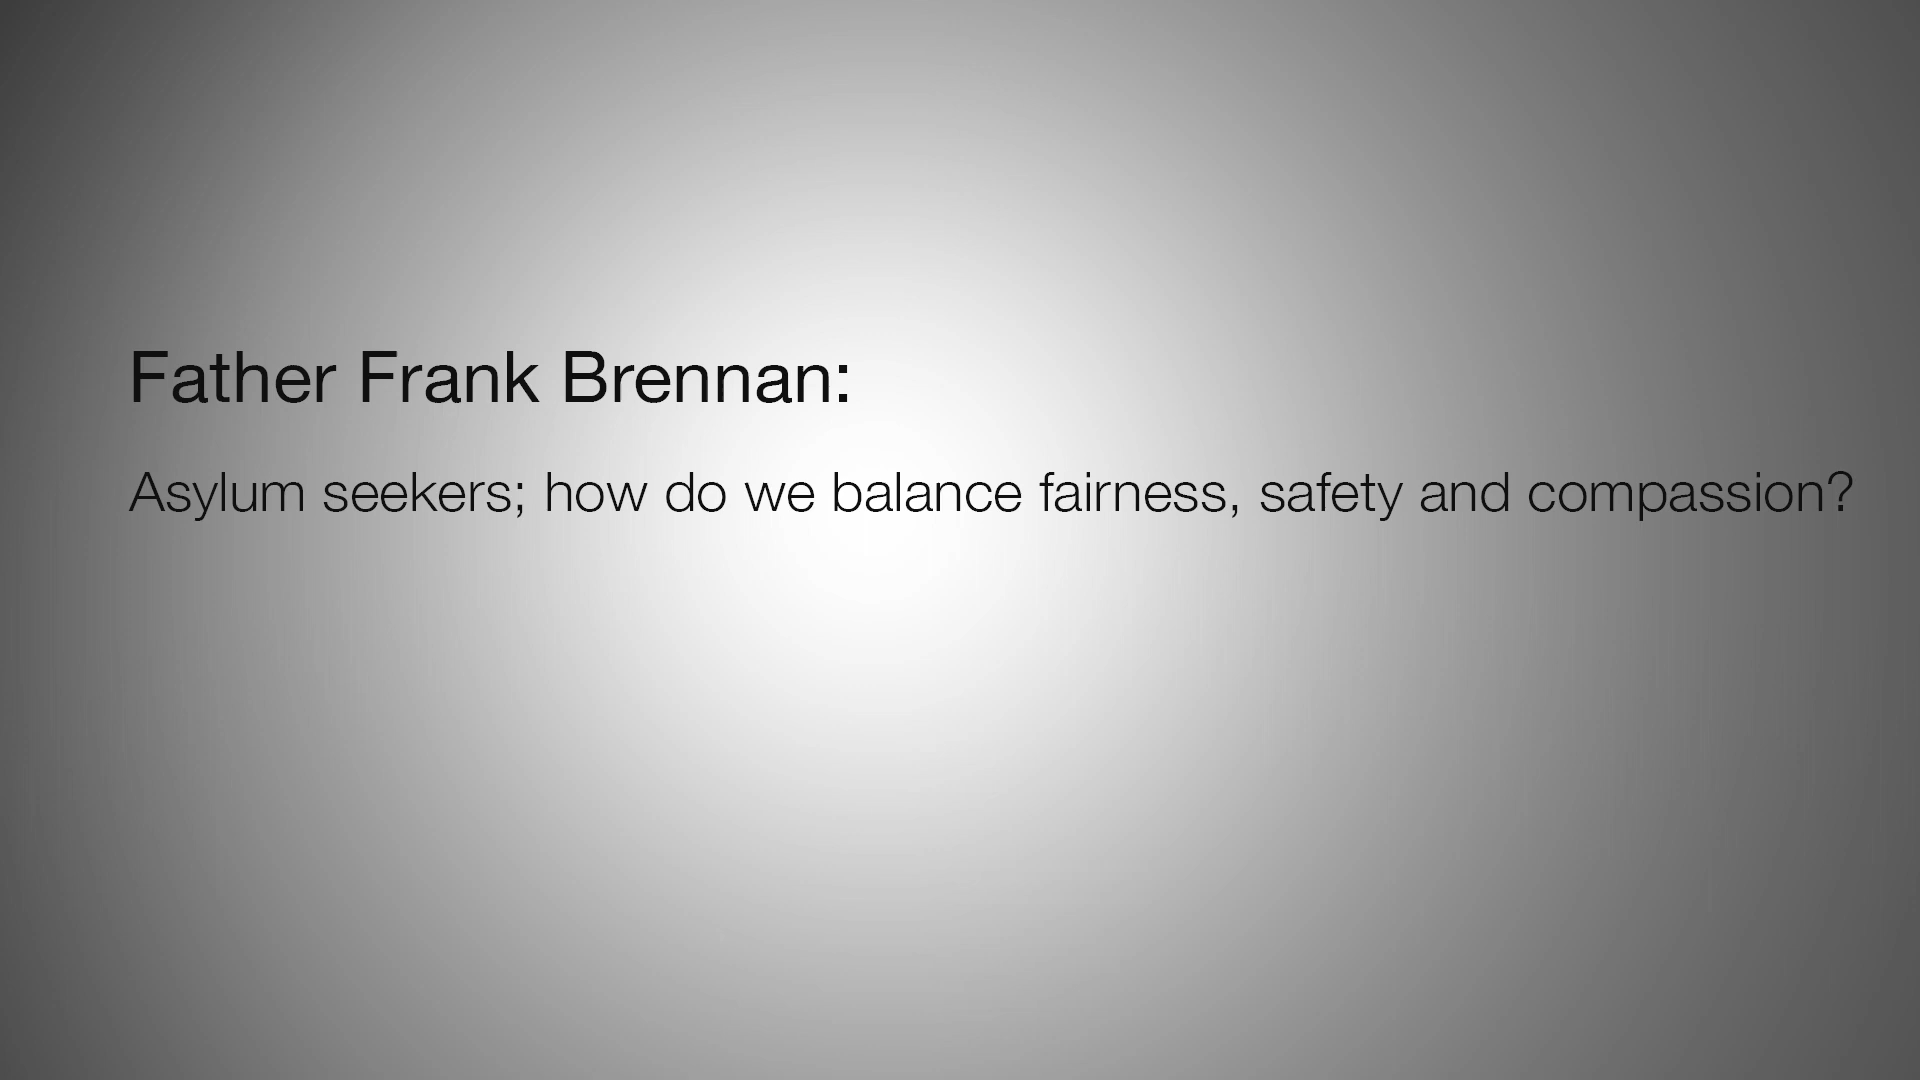 Father Frank Brennan:
Asylum seekers; how do we balance fairness, safety and compassion?